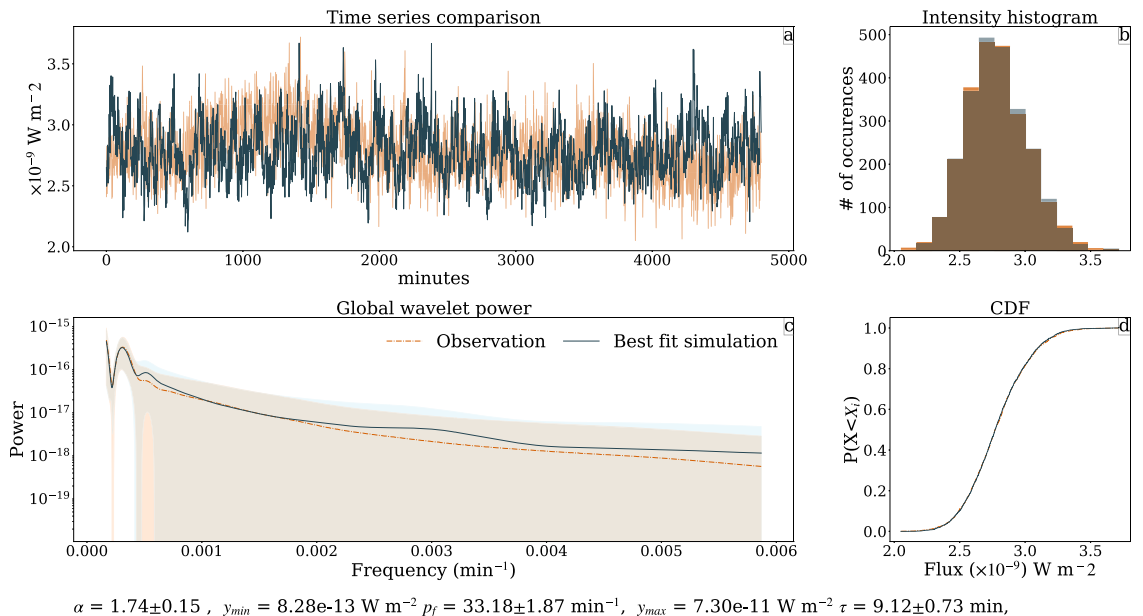 Time series comparison
a
×10⁻⁹ W m⁻2
3.5
3.0
2.5
2.0
0
1000
2000
3000
4000
5000
minutes
Intensity histogram
b
# of occurences
500
400
300
200
100
0
2.0
2.5
3.0
3.5
Global wavelet power
c
Observation
Best fit simulation
Power
10⁻¹⁵
10⁻¹⁶
10⁻¹⁷
10⁻¹⁸
10⁻¹⁹
0.000
0.001
0.002
0.003
0.004
0.005
0.006
Frequency (min⁻¹)
CDF
d
P(X<Xᵢ)
1.0
0.8
0.6
0.4
0.2
0.0
2.0
2.5
3.0
3.5
Flux (×10⁻⁹) W m⁻2
α = 1.74±0.15 , y_min = 8.28e-13 W m⁻² p_f = 33.18±1.87 min⁻¹, y_max = 7.30e-11 W m⁻² τ = 9.12±0.73 min,